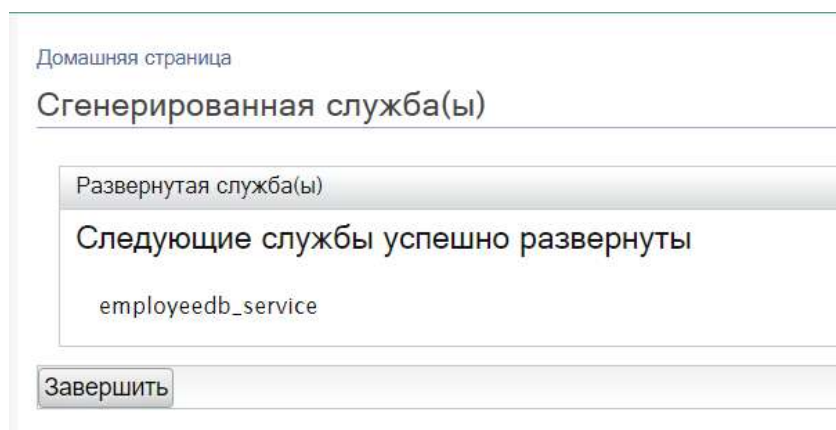 Домашняя страница
Сгенерированная служба(ы)
Развернутая служба(ы)
Следующие службы успешно развернуты
employeedb_service
Завершить